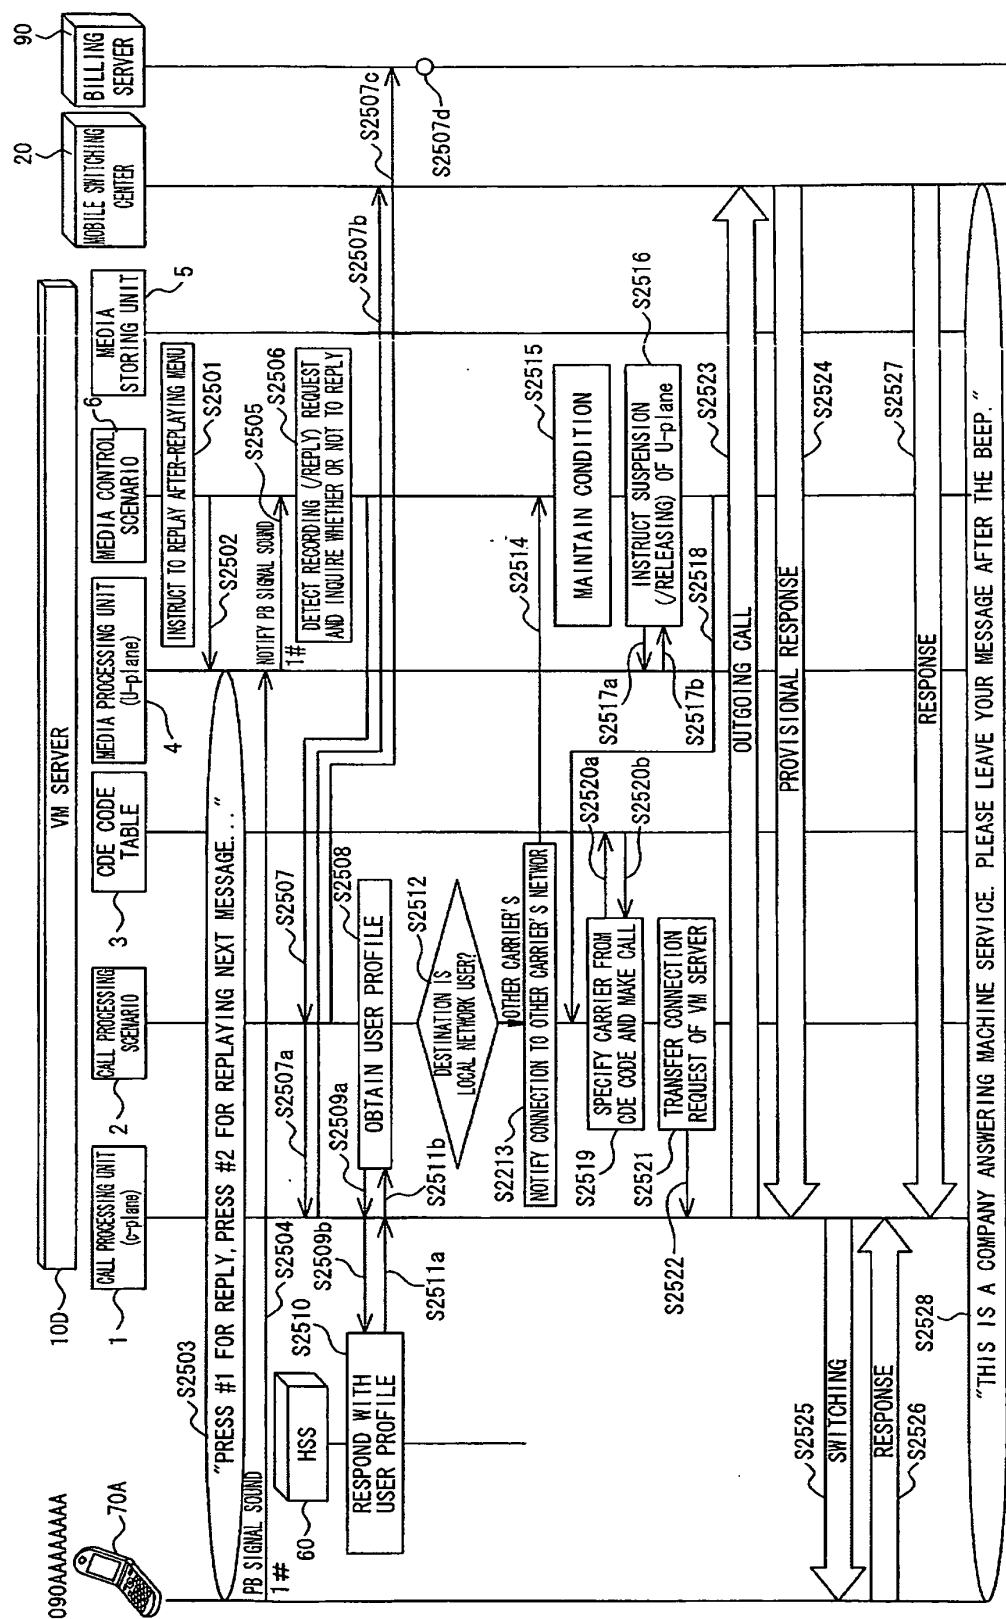 090AAAAAAAA
70A
10D
VM SERVER
1
CALL PROCESSING UNIT
(c-plane)
2
CALL PROCESSING
SCENARIO
3
CDE CODE
TABLE
4
MEDIA PROCESSING UNIT
(U-plane)
6
MEDIA CONTROL
SCENARIO
5
MEDIA
STORING UNIT
20
MOBILE SWITCHING
CENTER
90
BILLING
SERVER
INSTRUCT TO REPLAY AFTER-REPLAYING MENU
S2501
S2502
S2503
"PRESS #1 FOR REPLY, PRESS #2 FOR REPLAYING NEXT MESSAGE..."
PB SIGNAL SOUND
1#
S2504
NOTIFY PB SIGNAL SOUND
1#
S2505
S2506
DETECT RECORDING (/REPLY) REQUEST
AND INQUIRE WHETHER OR NOT TO REPLY
S2507
S2507a
S2507b
S2507c
S2507d
60
HSS
S2508
OBTAIN USER PROFILE
S2509a
S2509b
S2510
RESPOND WITH
USER PROFILE
S2511a
S2511b
S2512
DESTINATION IS
LOCAL NETWORK USER?
OTHER CARRIER'S
S2213
NOTIFY CONNECTION TO OTHER CARRIER'S NETWOR
S2514
S2515
MAINTAIN CONDITION
S2516
INSTRUCT SUSPENSION
(/RELEASING) OF U-plane
S2517a
S2517b
S2518
SPECIFY CARRIER FROM
CDE CODE AND MAKE CALL
S2519
S2520a
S2520b
TRANSFER CONNECTION
REQUEST OF VM SERVER
S2521
S2522
OUTGOING CALL
S2523
PROVISIONAL RESPONSE
S2524
S2525
SWITCHING
RESPONSE
S2526
RESPONSE
S2527
S2528
"THIS IS A COMPANY ANSWERING MACHINE SERVICE. PLEASE LEAVE YOUR MESSAGE AFTER THE BEEP."